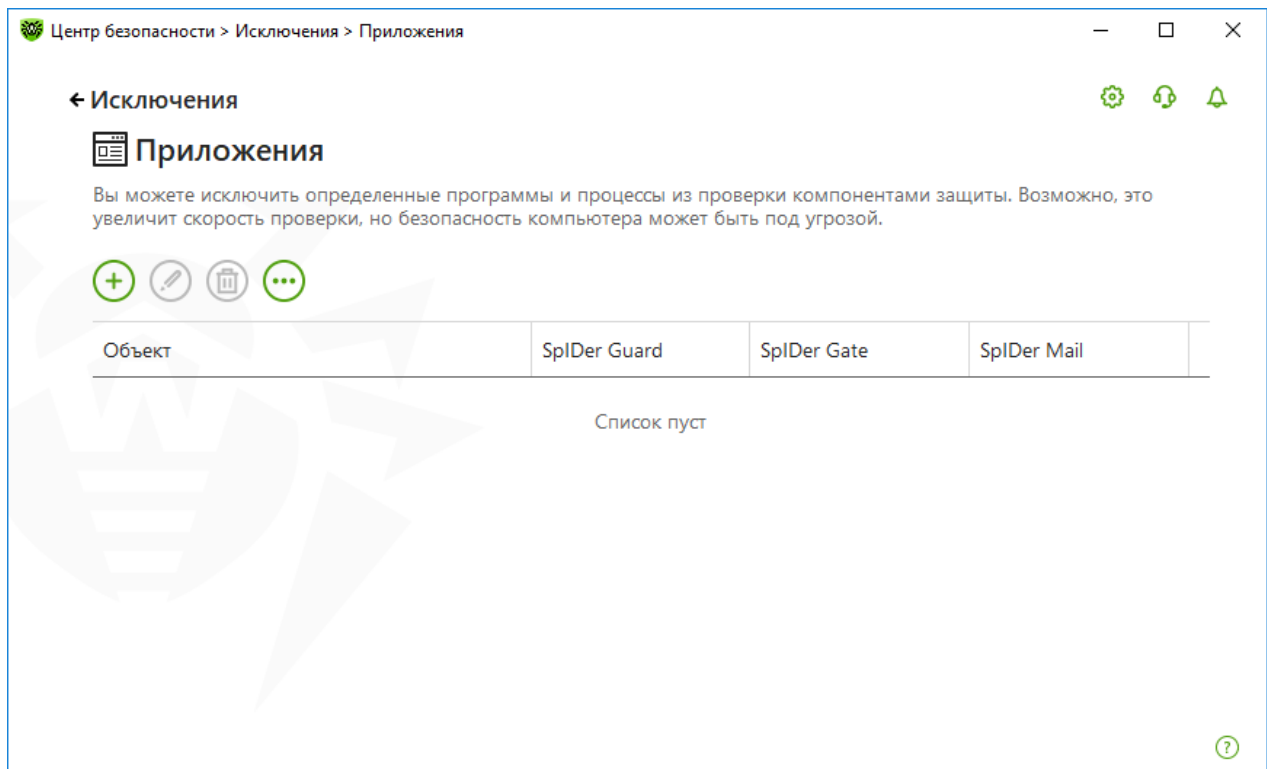 Центр безопасности > Исключения > Приложения
Исключения
Приложения
Вы можете исключить определенные программы и процессы из проверки компонентами защиты. Возможно, это
увеличит скорость проверки, но безопасность компьютера может быть под угрозой.
Объект SpIDer Guard SpIDer Gate SpIDer Mail
Список пуст